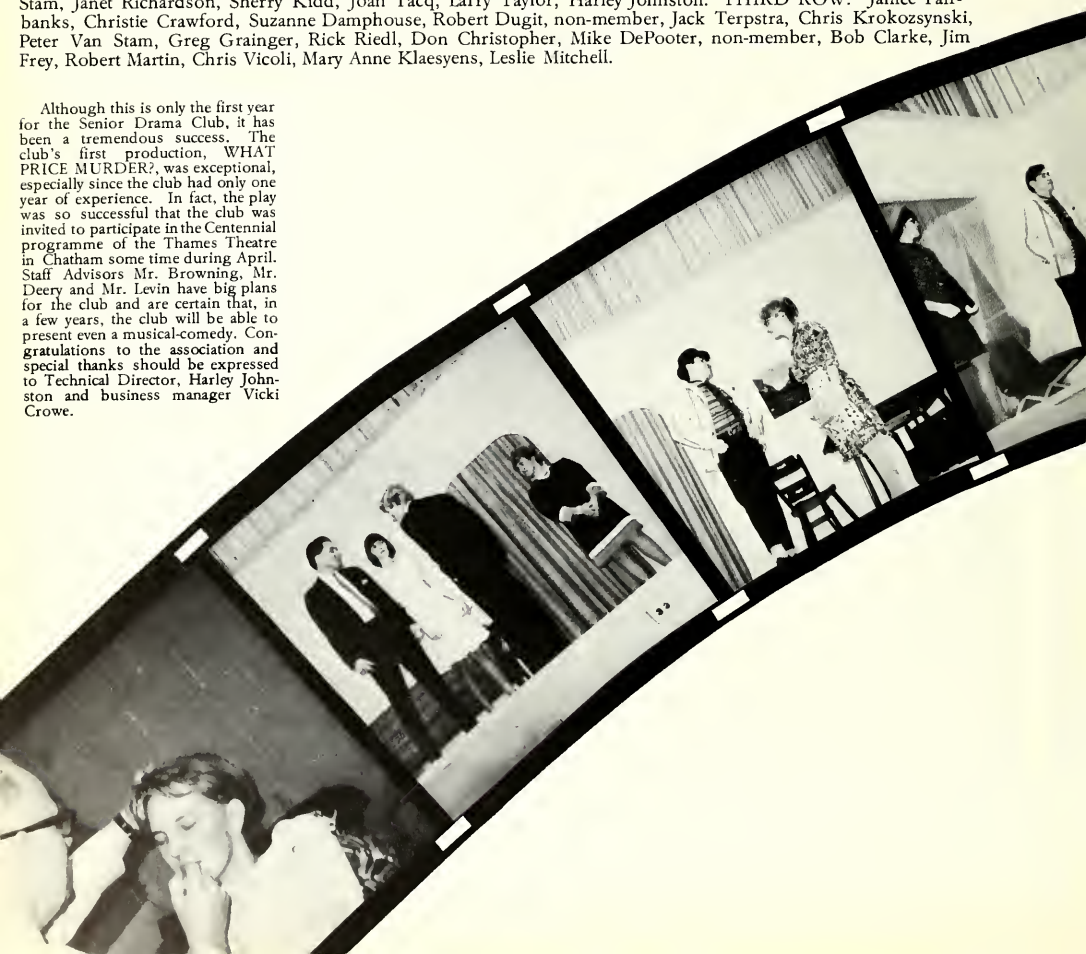 Stam, Janet Richardson, Sherry Kidd, Joan Tacq, Larry Taylor, Harley Johnston. THIRD ROW: Janice Fair-
banks, Christie Crawford, Suzanne Damphouse, Robert Dugit, non-member, Jack Terpstra, Chris Krokozsynski,
Peter Van Stam, Greg Grainger, Rick Riedl, Don Christopher, Mike DePooter, non-member, Bob Clarke, Jim
Frey, Robert Martin, Chris Vicoli, Mary Anne Klaesyens, Leslie Mitchell.
Although this is only the first year
for the Senior Drama Club, it has
been a tremendous success. The
club's first production, WHAT
PRICE MURDER?, was exceptional,
especially since the club had only one
year of experience. In fact, the play
was so successful that the club was
invited to participate in the Centennial
programme of the Thames Theatre
in Chatham some time during April.
Staff Advisors Mr. Browning, Mr.
Deery and Mr. Levin have big plans
for the club and are certain that, in
a few years, the club will be able to
present even a musical-comedy. Con-
gratulations to the association and
special thanks should be expressed
to Technical Director, Harley John-
ston and business manager Vicki
Crowe.